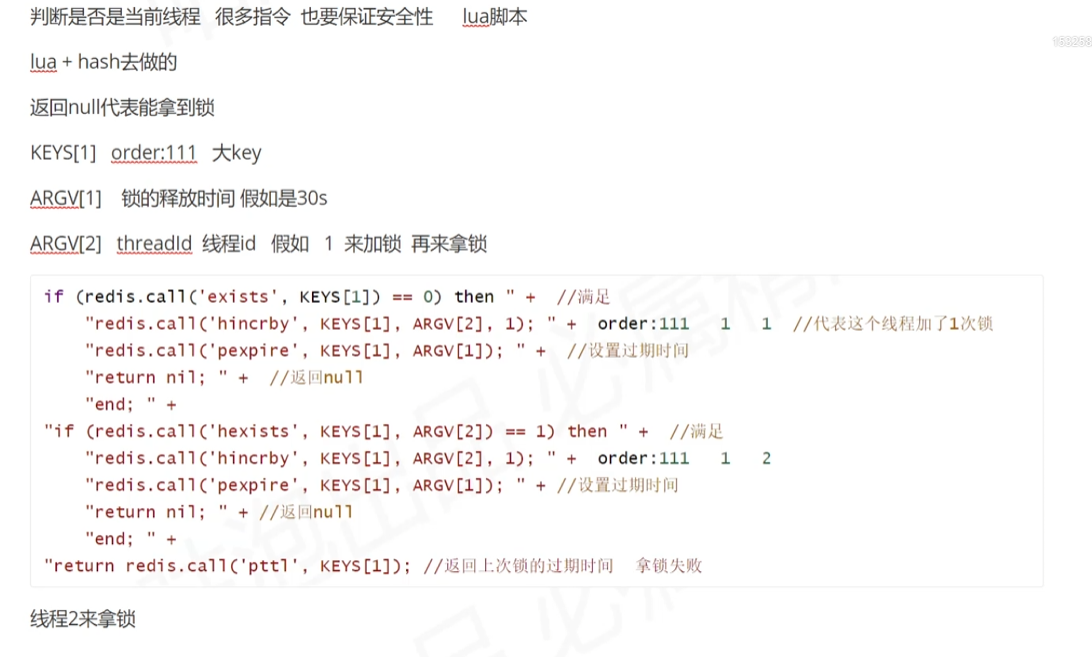 判断是否是当前线程 很多指令 也要保证安全性 lua脚本
lua + hash去做的
返回null代表能拿到锁
KEYS[1] order:111 大key
ARGV[1] 锁的释放时间 假如是30s
ARGV[2] threadId 线程id 假如 1 来加锁 再来拿锁
if (redis.call('exists', KEYS[1]) == 0) then " + //满足
"redis.call('hincrby', KEYS[1], ARGV[2], 1); " + order:111 1 1 //代表这个线程加了1次锁
"redis.call('pexpire', KEYS[1], ARGV[1]); " + //设置过期时间
"return nil; " + //返回null
"end; " +
"if (redis.call('hexists', KEYS[1], ARGV[2]) == 1) then " + //满足
"redis.call('hincrby', KEYS[1], ARGV[2], 1); " + order:111 1 2
"redis.call('pexpire', KEYS[1], ARGV[1]); " + //设置过期时间
"return nil; " + //返回null
"end; " +
"return redis.call('pttl', KEYS[1]); //返回上次锁的过期时间 拿锁失败
线程2来拿锁